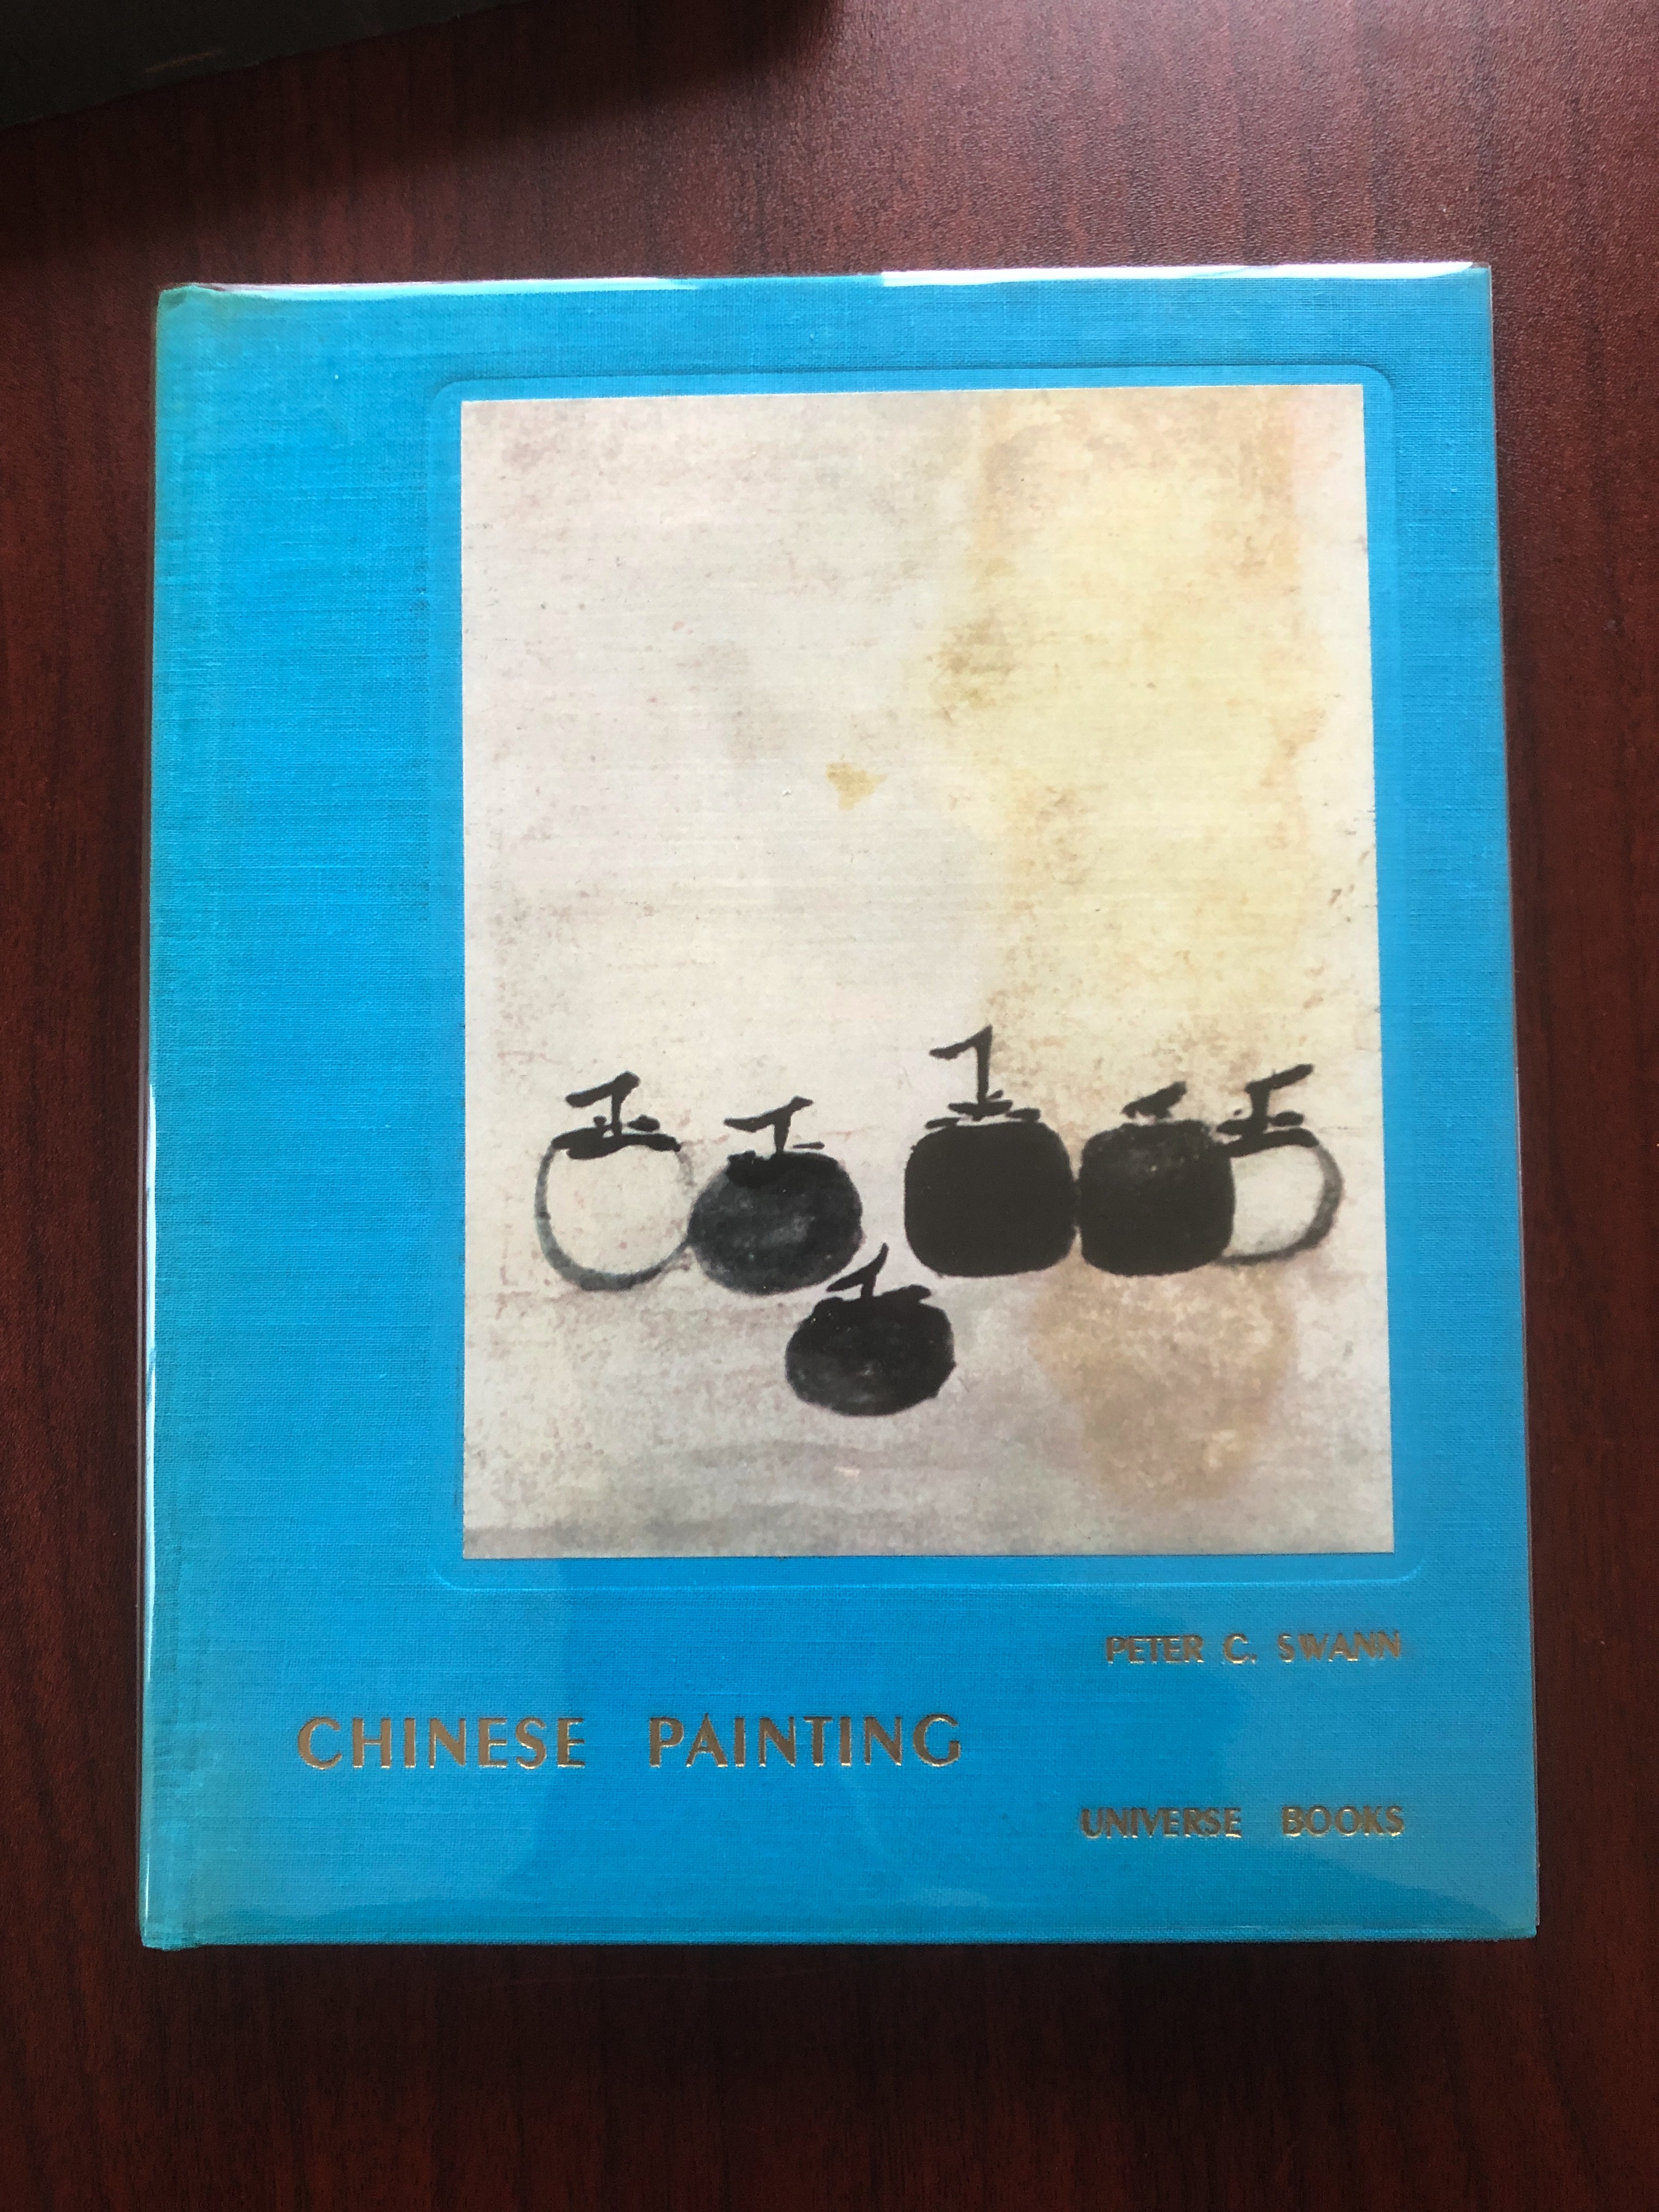 PETER C. SWANN
CHINESE PAINTING
UNIVERSE BOOKS